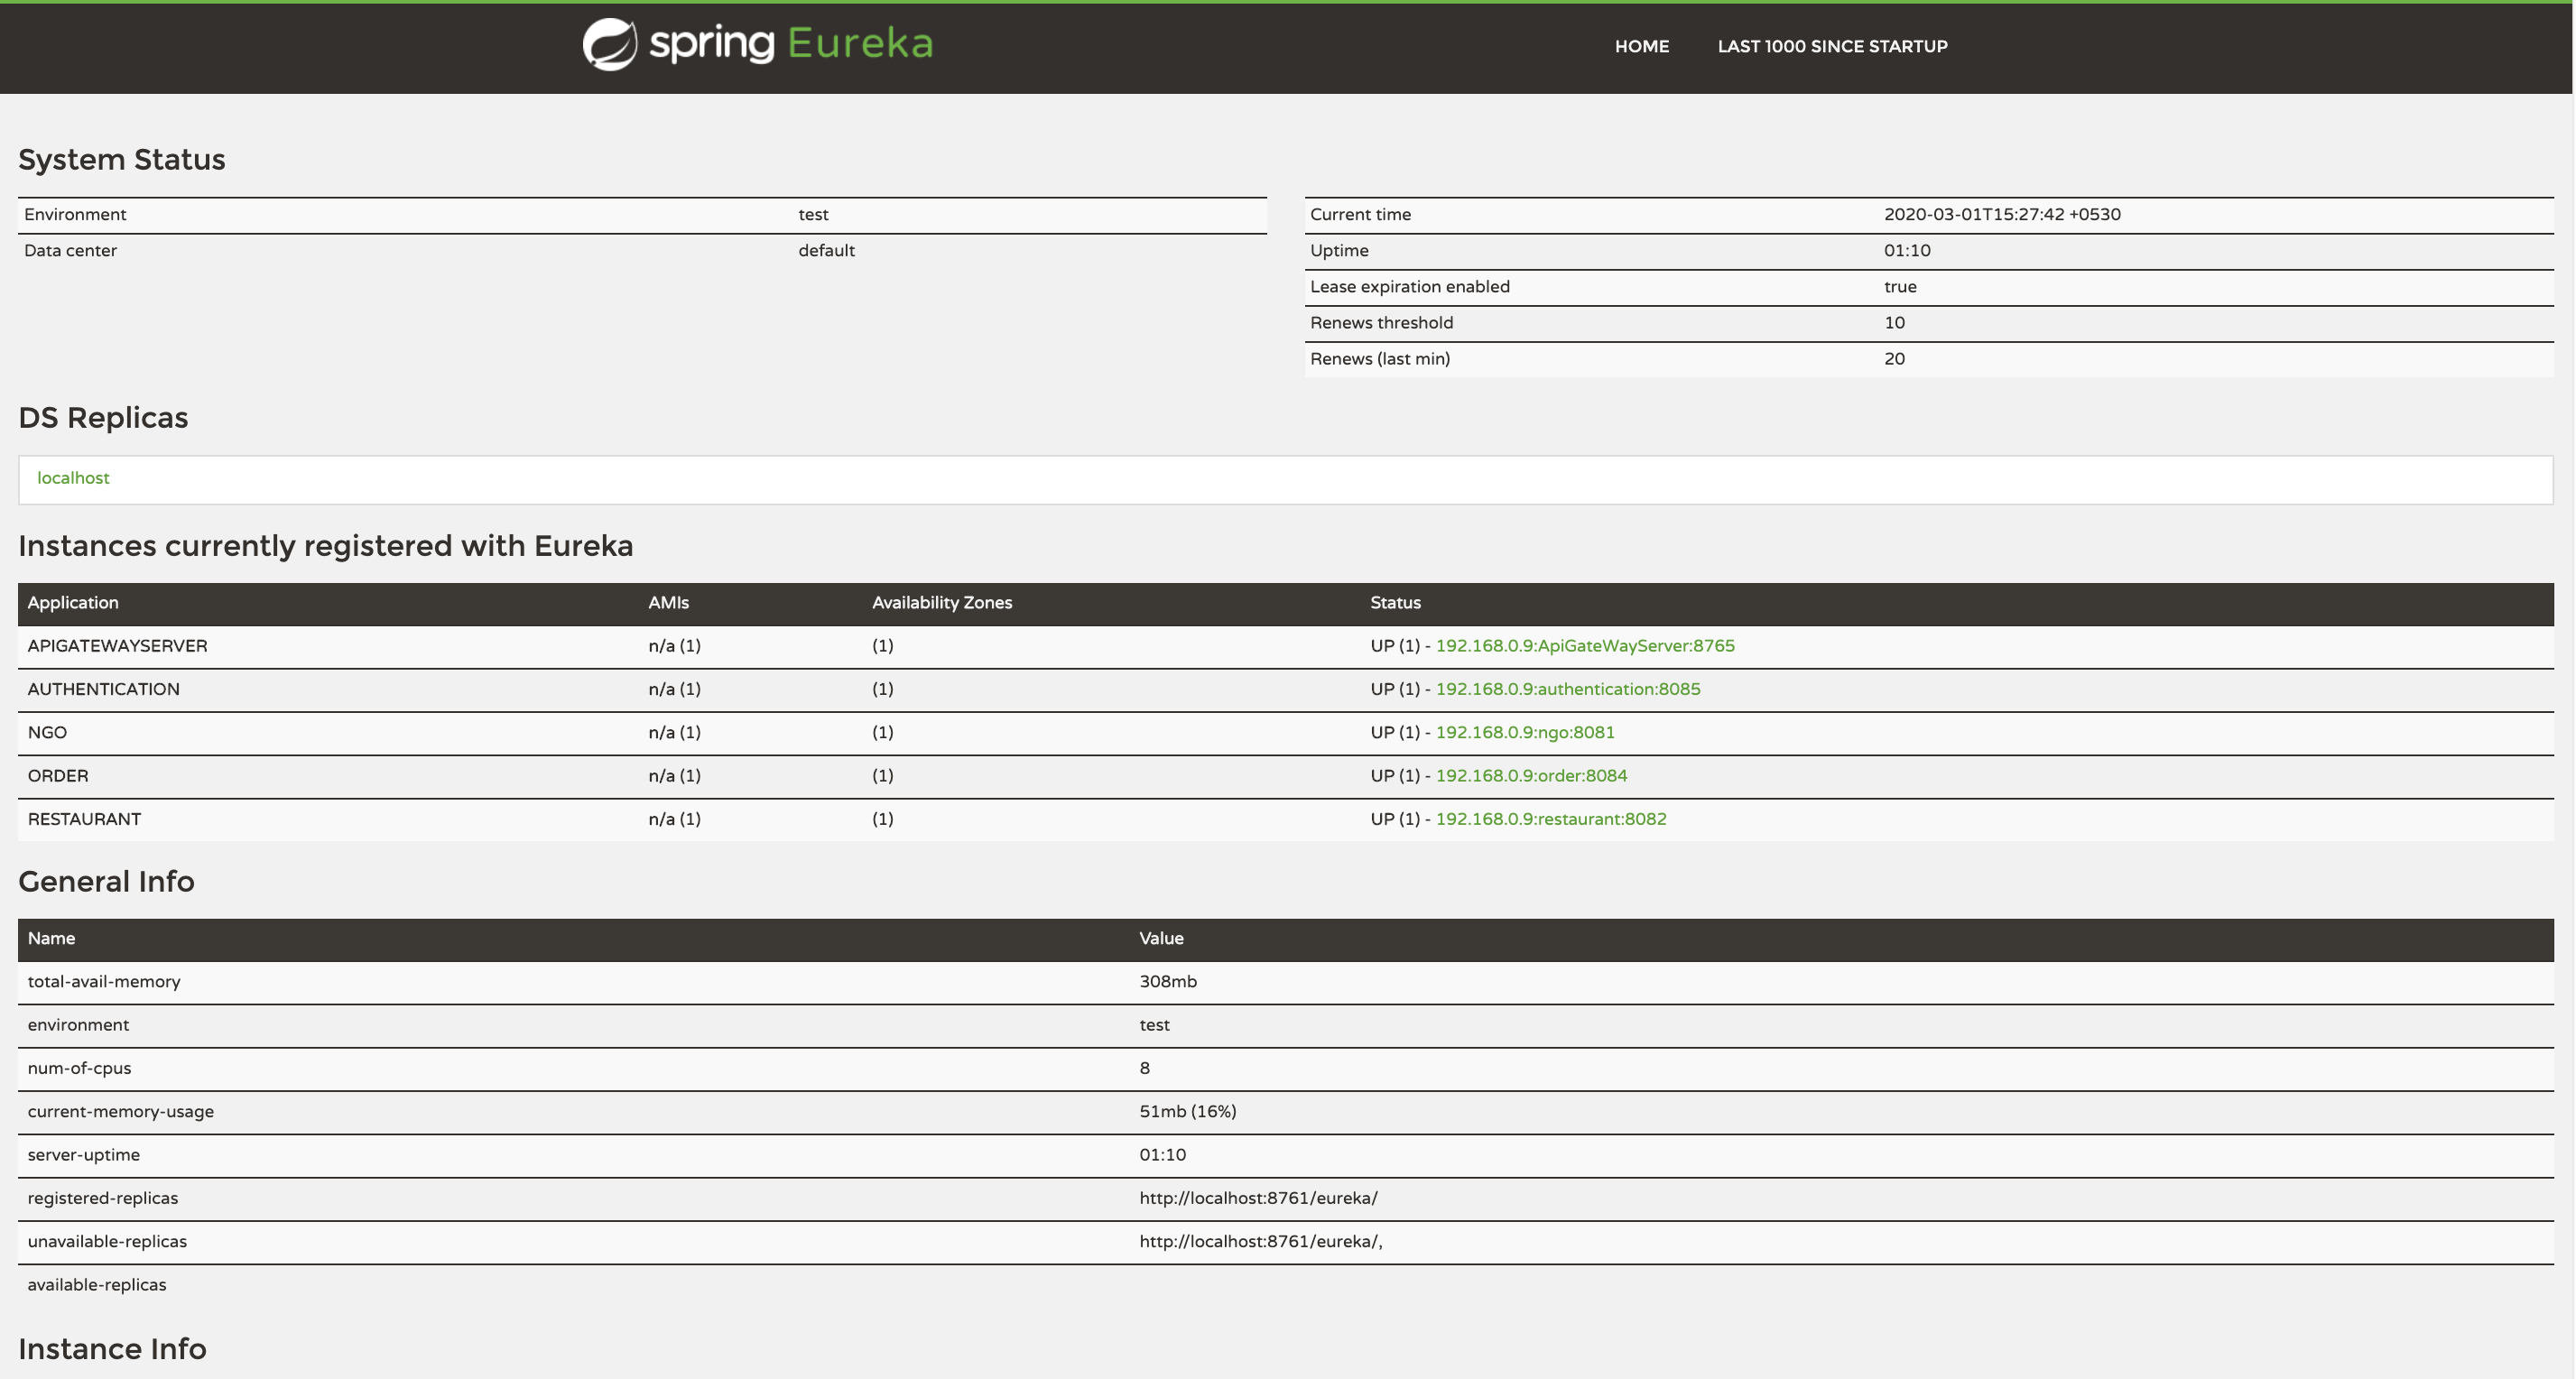 spring Eureka HOME LAST 1000 SINCE STARTUP
System Status
Environment test
Data center default
Current time 2020-03-01T15:27:42 +0530
Uptime 01:10
Lease expiration enabled true
Renews threshold 10
Renews (last min) 20
DS Replicas
localhost
Instances currently registered with Eureka
Application AMIs Availability Zones Status
APIGATEWAYSERVER n/a (1) (1) UP (1) - 192.168.0.9:ApiGateWayServer:8765
AUTHENTICATION n/a (1) (1) UP (1) - 192.168.0.9:authentication:8085
NGO n/a (1) (1) UP (1) - 192.168.0.9:ngo:8081
ORDER n/a (1) (1) UP (1) - 192.168.0.9:order:8084
RESTAURANT n/a (1) (1) UP (1) - 192.168.0.9:restaurant:8082
General Info
Name Value
total-avail-memory 308mb
environment test
num-of-cpus 8
current-memory-usage 51mb (16%)
server-uptime 01:10
registered-replicas http://localhost:8761/eureka/
unavailable-replicas http://localhost:8761/eureka/,
available-replicas
Instance Info